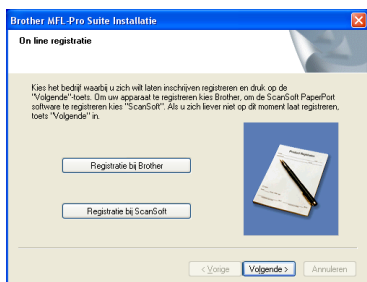 Brother MFL-Pro Suite Installatie
On line registratie
Kies het bedrijf waarbij u zich wilt laten inschrijven registreren en druk op de
"Volgende"-toets. Om uw apparaat te registreren kies Brother, om de ScanSoft PaperPort
software te registreren kies "ScanSoft". Als u zich liever niet op dit moment laat registreren,
toets "Volgende" in.
Registratie bij Brother
Product Registration
Registratie bij ScanSoft
< Vorige
Volgende >
Annuleren